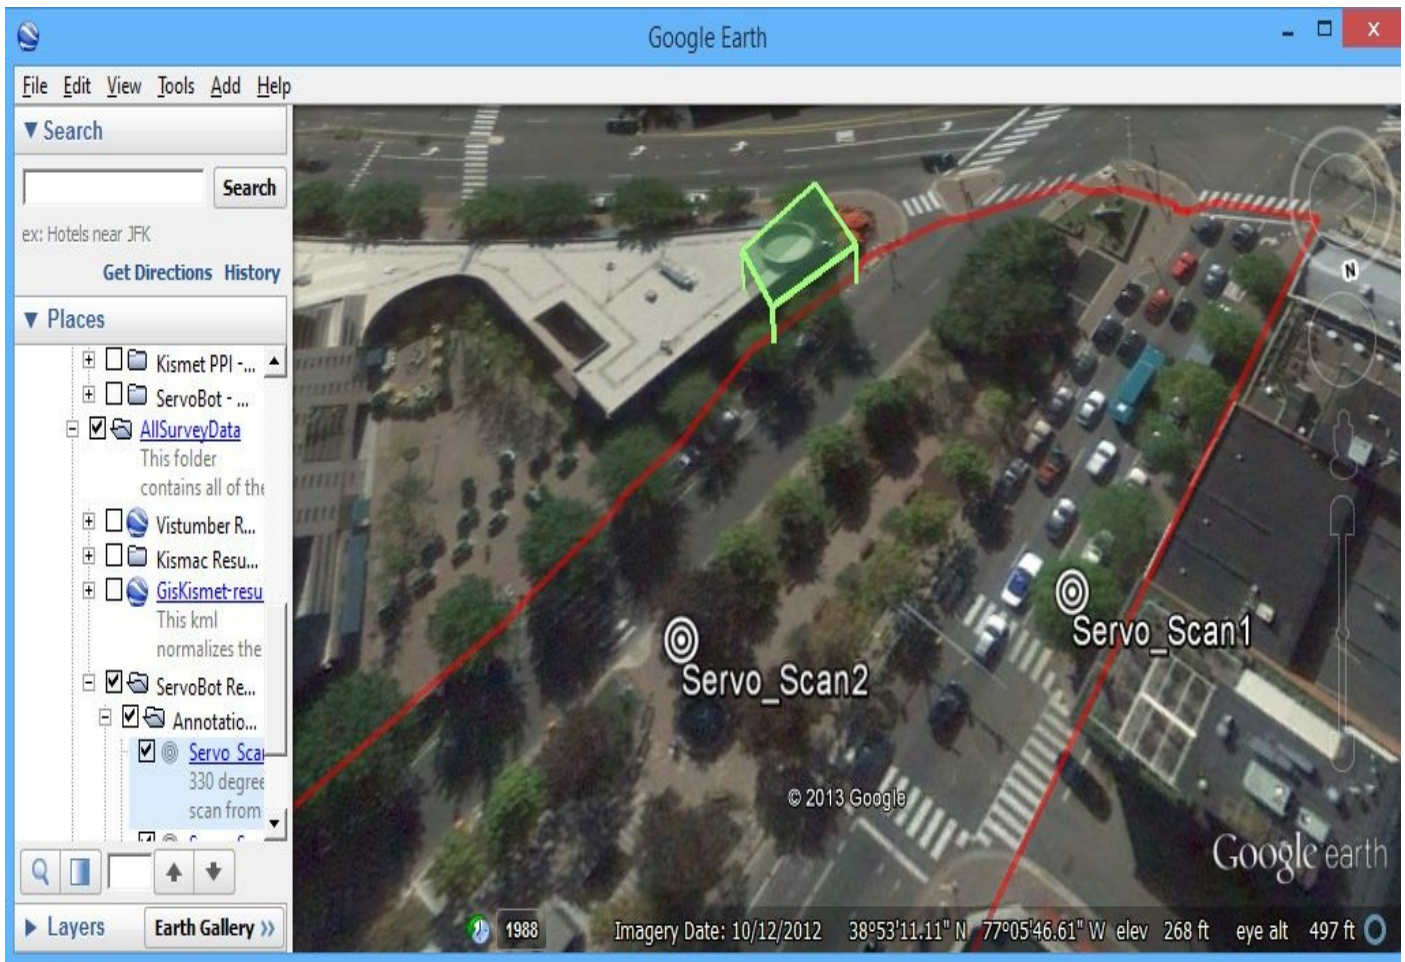 Google Earth
File Edit View Tools Add Help
Search
Search
ex: Hotels near JFK
Get Directions History
Places
Kismet PPI -...
ServoBot - ...
AllSurveyData
This folder
contains all of the
Vistumber R...
Kismac Resu...
GisKismet-resu
This kml
normalizes the
ServoBot Re...
Annotatio...
Servo_Scan
330 degree
scan from
Layers
Earth Gallery >>
N
Servo_Scan1
Servo_Scan2
© 2013 Google
Google earth
1988
Imagery Date: 10/12/2012 38°53'11.11" N 77°05'46.61" W elev 268 ft eye alt 497 ft